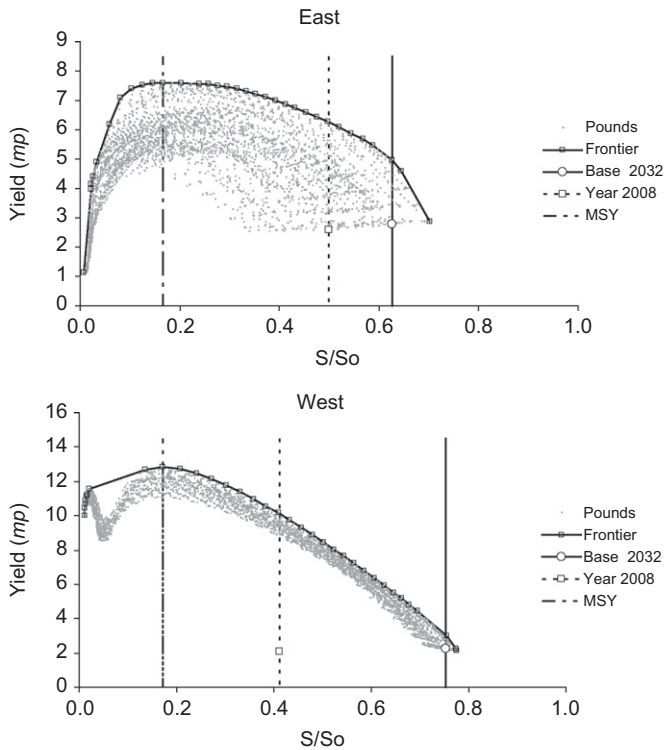 East
9
8
7
6
5
4
3
2
1
0
Yield (mp)
0.0 0.2 0.4 0.6 0.8 1.0
S/So
Pounds
Frontier
Base 2032
Year 2008
MSY
West
16
14
12
10
8
6
4
2
0
Yield (mp)
0.0 0.2 0.4 0.6 0.8 1.0
S/So
Pounds
Frontier
Base 2032
Year 2008
MSY